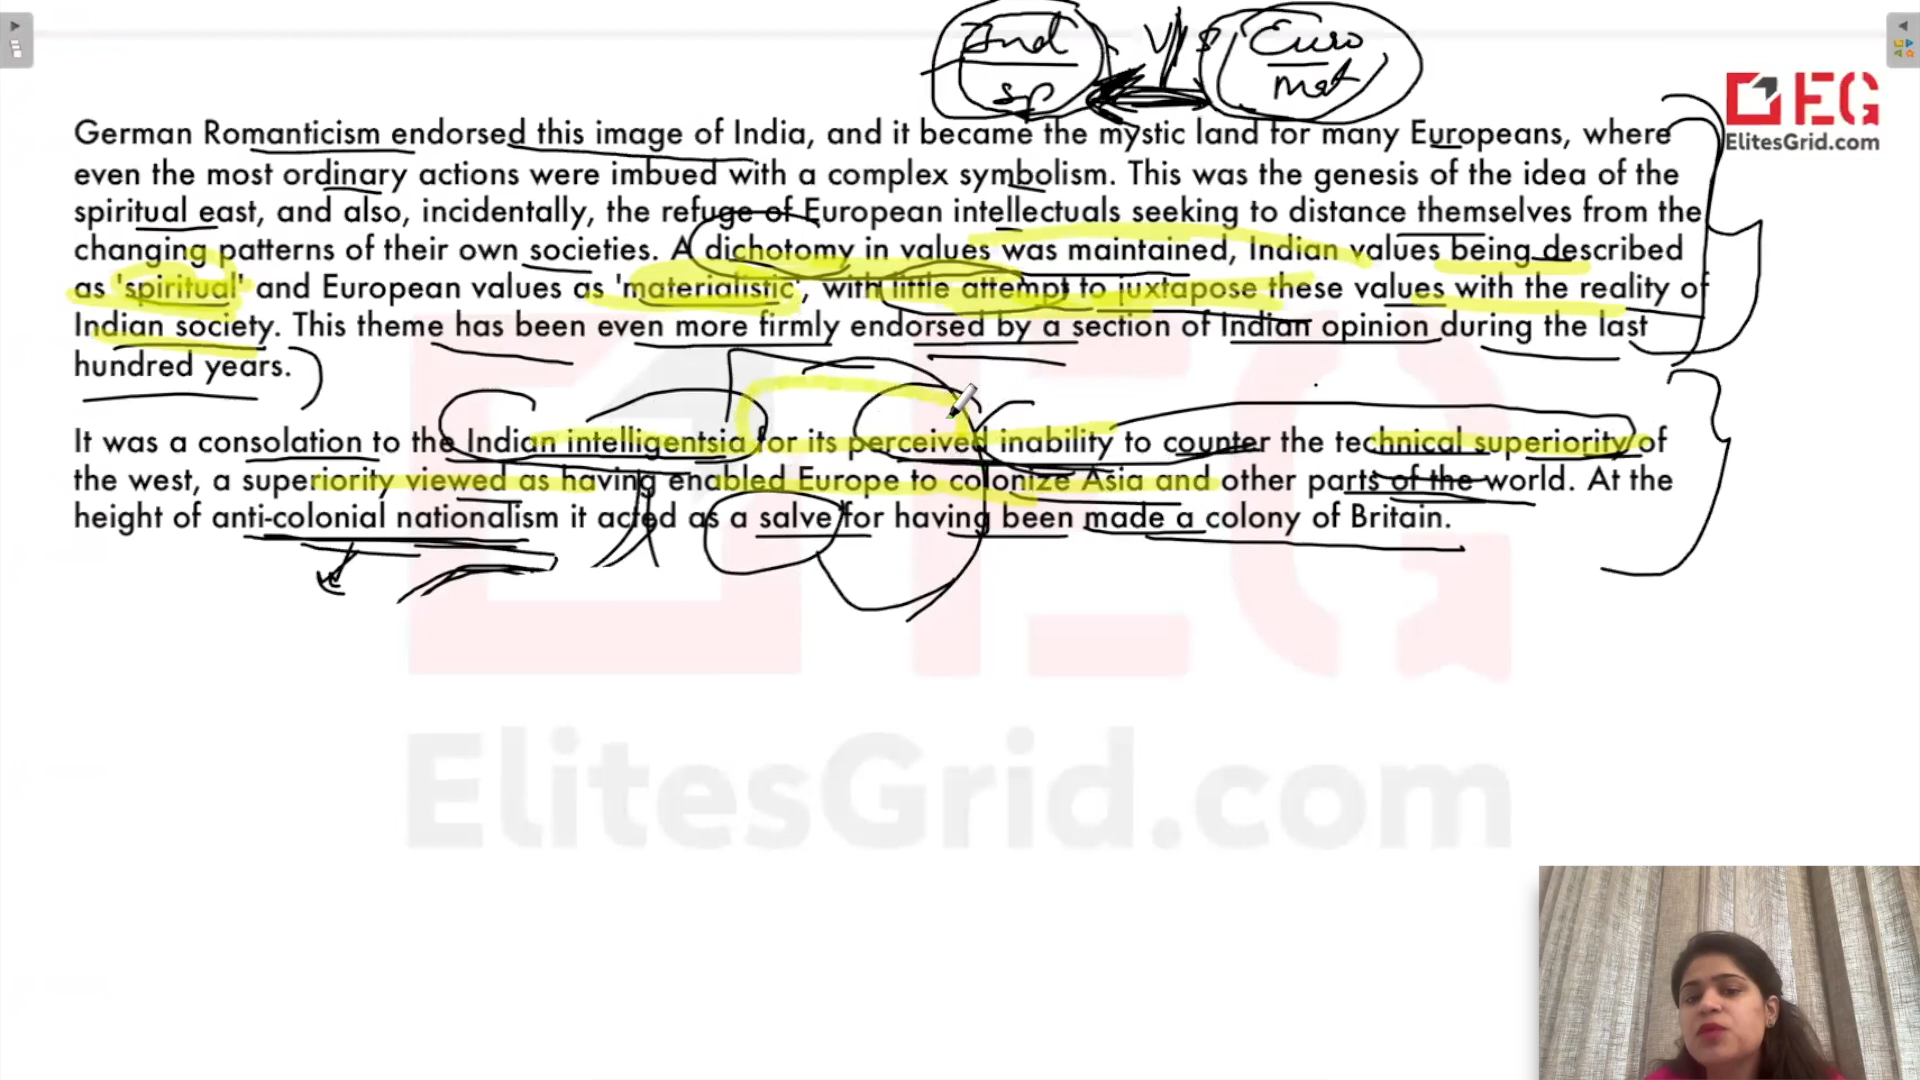 Ind vs Euro
sp mat
EG
ElitesGrid.com
German Romanticism endorsed this image of India, and it became the mystic land for many Europeans, where
even the most ordinary actions were imbued with a complex symbolism. This was the genesis of the idea of the
spiritual east, and also, incidentally, the refuge of European intellectuals seeking to distance themselves from the
changing patterns of their own societies. A dichotomy in values was maintained, Indian values being described
as 'spiritual' and European values as 'materialistic', with little attempt to juxtapose these values with the reality of
Indian society. This theme has been even more firmly endorsed by a section of Indian opinion during the last
hundred years.
It was a consolation to the Indian intelligentsia for its perceived inability to counter the technical superiority of
the west, a superiority viewed as having enabled Europe to colonize Asia and other parts of the world. At the
height of anti-colonial nationalism it acted as a salve for having been made a colony of Britain.
EG
ElitesGrid.com